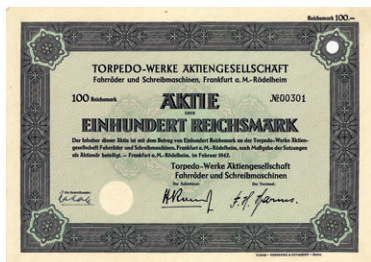 Reichsmark 100.—
TORPEDO-WERKE AKTIENGESELLSCHAFT
Fahrräder und Schreibmaschinen, Frankfurt a. M.-Rödelheim
100 Reichsmark AKTIE №00301
ÜBER
EINHUNDERT REICHSMARK
Der Inhaber dieser Aktie ist mit dem Betrag von Einhundert Reichsmark an der Torpedo-Werke Aktien-
gesellschaft Fahrräder und Schreibmaschinen, Frankfurt a. M.-Rödelheim, nach Maßgabe der Satzungen
als Aktionär beteiligt. — Frankfurt a. M.-Rödelheim, im Februar 1942.
Torpedo-Werke Aktiengesellschaft
Fahrräder und Schreibmaschinen
Der Aufsichtsrat: Der Vorstand: